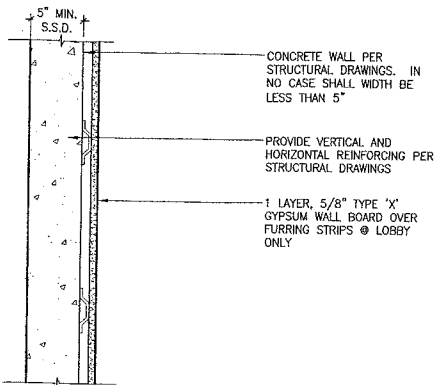 5" MIN.
S.S.D.
CONCRETE WALL PER
STRUCTURAL DRAWINGS. IN
NO CASE SHALL WIDTH BE
LESS THAN 5"
PROVIDE VERTICAL AND
HORIZONTAL REINFORCING PER
STRUCTURAL DRAWINGS
1 LAYER, 5/8" TYPE 'X'
GYPSUM WALL BOARD OVER
FURRING STRIPS @ LOBBY
ONLY